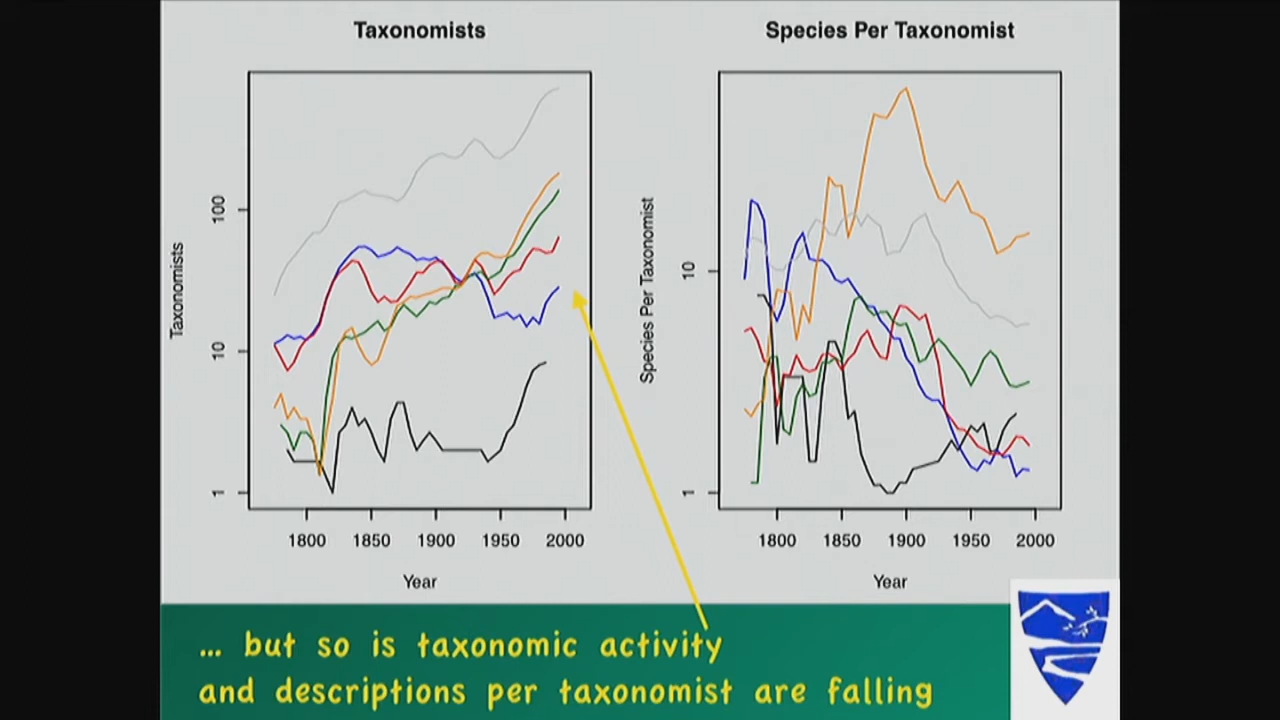 Taxonomists
Species Per Taxonomist
Taxonomists
100
10
1
1800 1850 1900 1950 2000
Year
Species Per Taxonomist
10
1
1800 1850 1900 1950 2000
Year
... but so is taxonomic activity
and descriptions per taxonomist are falling